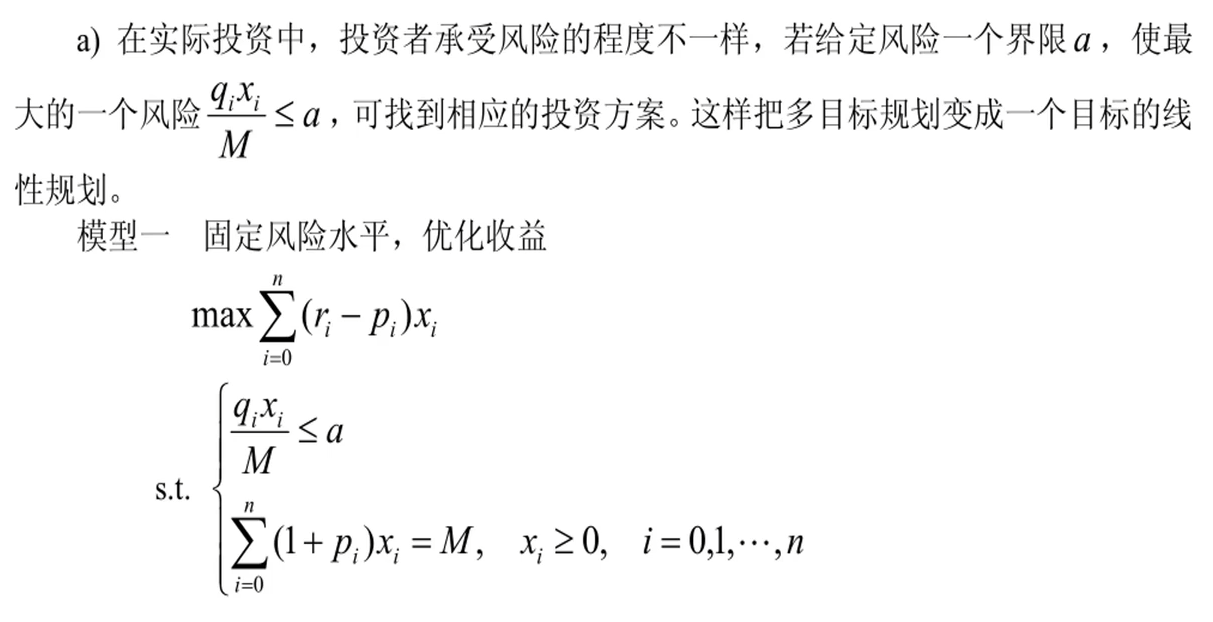 a) 在实际投资中，投资者承受风险的程度不一样，若给定风险一个界限 a，使最
大的一个风险 \frac{q_i x_i}{M} \leq a，可找到相应的投资方案。这样把多目标规划变成一个目标的线
性规划。
模型一　固定风险水平，优化收益
\max \sum_{i=0}^{n} (r_i - p_i) x_i
s.t. \begin{cases} \frac{q_i x_i}{M} \leq a \\ \sum_{i=0}^{n} (1 + p_i) x_i = M, \quad x_i \geq 0, \quad i = 0,1,\cdots,n \end{cases}